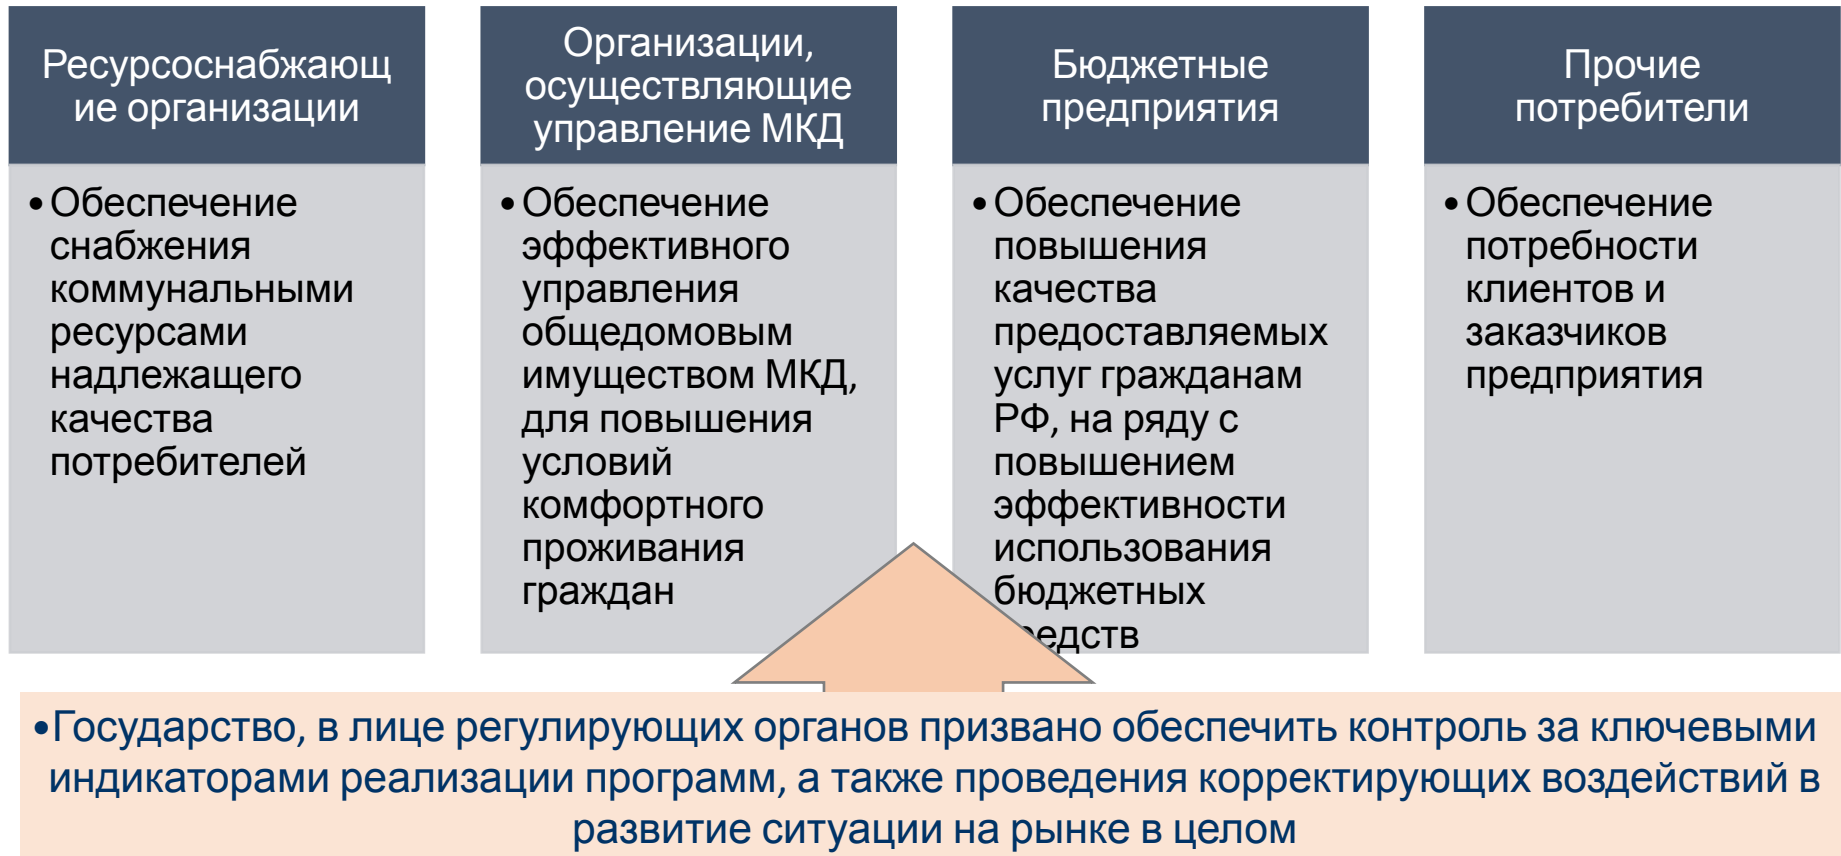 Ресурсоснабжающ
ие организации
•Обеспечение
снабжения
коммунальными
ресурсами
надлежащего
качества
потребителей
Организации,
осуществляющие
управление МКД
•Обеспечение
эффективного
управления
общедомовым
имуществом МКД,
для повышения
условий
комфортного
проживания
граждан
Бюджетные
предприятия
•Обеспечение
повышения
качества
предоставляемых
услуг гражданам
РФ, на ряду с
повышением
эффективности
использования
бюджетных
Прочие
потребители
•Обеспечение
потребности
клиентов и
заказчиков
предприятия
•Государство, в лице регулирующих органов призвано обеспечить контроль за ключевыми
индикаторами реализации программ, а также проведения корректирующих воздействий в
развитие ситуации на рынке в целом